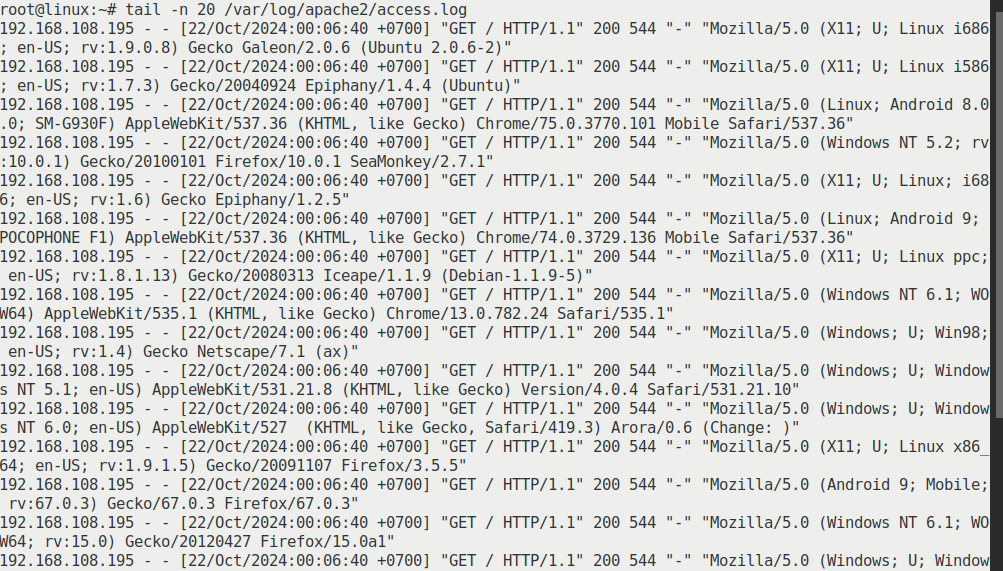 root@linux:~# tail -n 20 /var/log/apache2/access.log
192.168.108.195 - - [22/Oct/2024:00:06:40 +0700] "GET / HTTP/1.1" 200 544 "-" "Mozilla/5.0 (X11; U; Linux i686
; en-US; rv:1.9.0.8) Gecko Galeon/2.0.6 (Ubuntu 2.0.6-2)"
192.168.108.195 - - [22/Oct/2024:00:06:40 +0700] "GET / HTTP/1.1" 200 544 "-" "Mozilla/5.0 (X11; U; Linux i586
; en-US; rv:1.7.3) Gecko/20040924 Epiphany/1.4.4 (Ubuntu)"
192.168.108.195 - - [22/Oct/2024:00:06:40 +0700] "GET / HTTP/1.1" 200 544 "-" "Mozilla/5.0 (Linux; Android 8.0
.0; SM-G930F) AppleWebKit/537.36 (KHTML, like Gecko) Chrome/75.0.3770.101 Mobile Safari/537.36"
192.168.108.195 - - [22/Oct/2024:00:06:40 +0700] "GET / HTTP/1.1" 200 544 "-" "Mozilla/5.0 (Windows NT 5.2; rv
:10.0.1) Gecko/20100101 Firefox/10.0.1 SeaMonkey/2.7.1"
192.168.108.195 - - [22/Oct/2024:00:06:40 +0700] "GET / HTTP/1.1" 200 544 "-" "Mozilla/5.0 (X11; U; Linux; i68
6; en-US; rv:1.6) Gecko Epiphany/1.2.5"
192.168.108.195 - - [22/Oct/2024:00:06:40 +0700] "GET / HTTP/1.1" 200 544 "-" "Mozilla/5.0 (Linux; Android 9; 
POCOPHONE F1) AppleWebKit/537.36 (KHTML, like Gecko) Chrome/74.0.3729.136 Mobile Safari/537.36"
192.168.108.195 - - [22/Oct/2024:00:06:40 +0700] "GET / HTTP/1.1" 200 544 "-" "Mozilla/5.0 (X11; U; Linux ppc;
 en-US; rv:1.8.1.13) Gecko/20080313 Iceape/1.1.9 (Debian-1.1.9-5)"
192.168.108.195 - - [22/Oct/2024:00:06:40 +0700] "GET / HTTP/1.1" 200 544 "-" "Mozilla/5.0 (Windows NT 6.1; WO
W64) AppleWebKit/535.1 (KHTML, like Gecko) Chrome/13.0.782.24 Safari/535.1"
192.168.108.195 - - [22/Oct/2024:00:06:40 +0700] "GET / HTTP/1.1" 200 544 "-" "Mozilla/5.0 (Windows; U; Win98;
 en-US; rv:1.4) Gecko Netscape/7.1 (ax)"
192.168.108.195 - - [22/Oct/2024:00:06:40 +0700] "GET / HTTP/1.1" 200 544 "-" "Mozilla/5.0 (Windows; U; Window
s NT 5.1; en-US) AppleWebKit/531.21.8 (KHTML, like Gecko) Version/4.0.4 Safari/531.21.10"
192.168.108.195 - - [22/Oct/2024:00:06:40 +0700] "GET / HTTP/1.1" 200 544 "-" "Mozilla/5.0 (Windows; U; Window
s NT 6.0; en-US) AppleWebKit/527  (KHTML, like Gecko, Safari/419.3) Arora/0.6 (Change: )"
192.168.108.195 - - [22/Oct/2024:00:06:40 +0700] "GET / HTTP/1.1" 200 544 "-" "Mozilla/5.0 (X11; U; Linux x86_
64; en-US; rv:1.9.1.5) Gecko/20091107 Firefox/3.5.5"
192.168.108.195 - - [22/Oct/2024:00:06:40 +0700] "GET / HTTP/1.1" 200 544 "-" "Mozilla/5.0 (Android 9; Mobile;
 rv:67.0.3) Gecko/67.0.3 Firefox/67.0.3"
192.168.108.195 - - [22/Oct/2024:00:06:40 +0700] "GET / HTTP/1.1" 200 544 "-" "Mozilla/5.0 (Windows NT 6.1; WO
W64; rv:15.0) Gecko/20120427 Firefox/15.0a1"
192.168.108.195 - - [22/Oct/2024:00:06:40 +0700] "GET / HTTP/1.1" 200 544 "-" "Mozilla/5.0 (Windows; U; Window